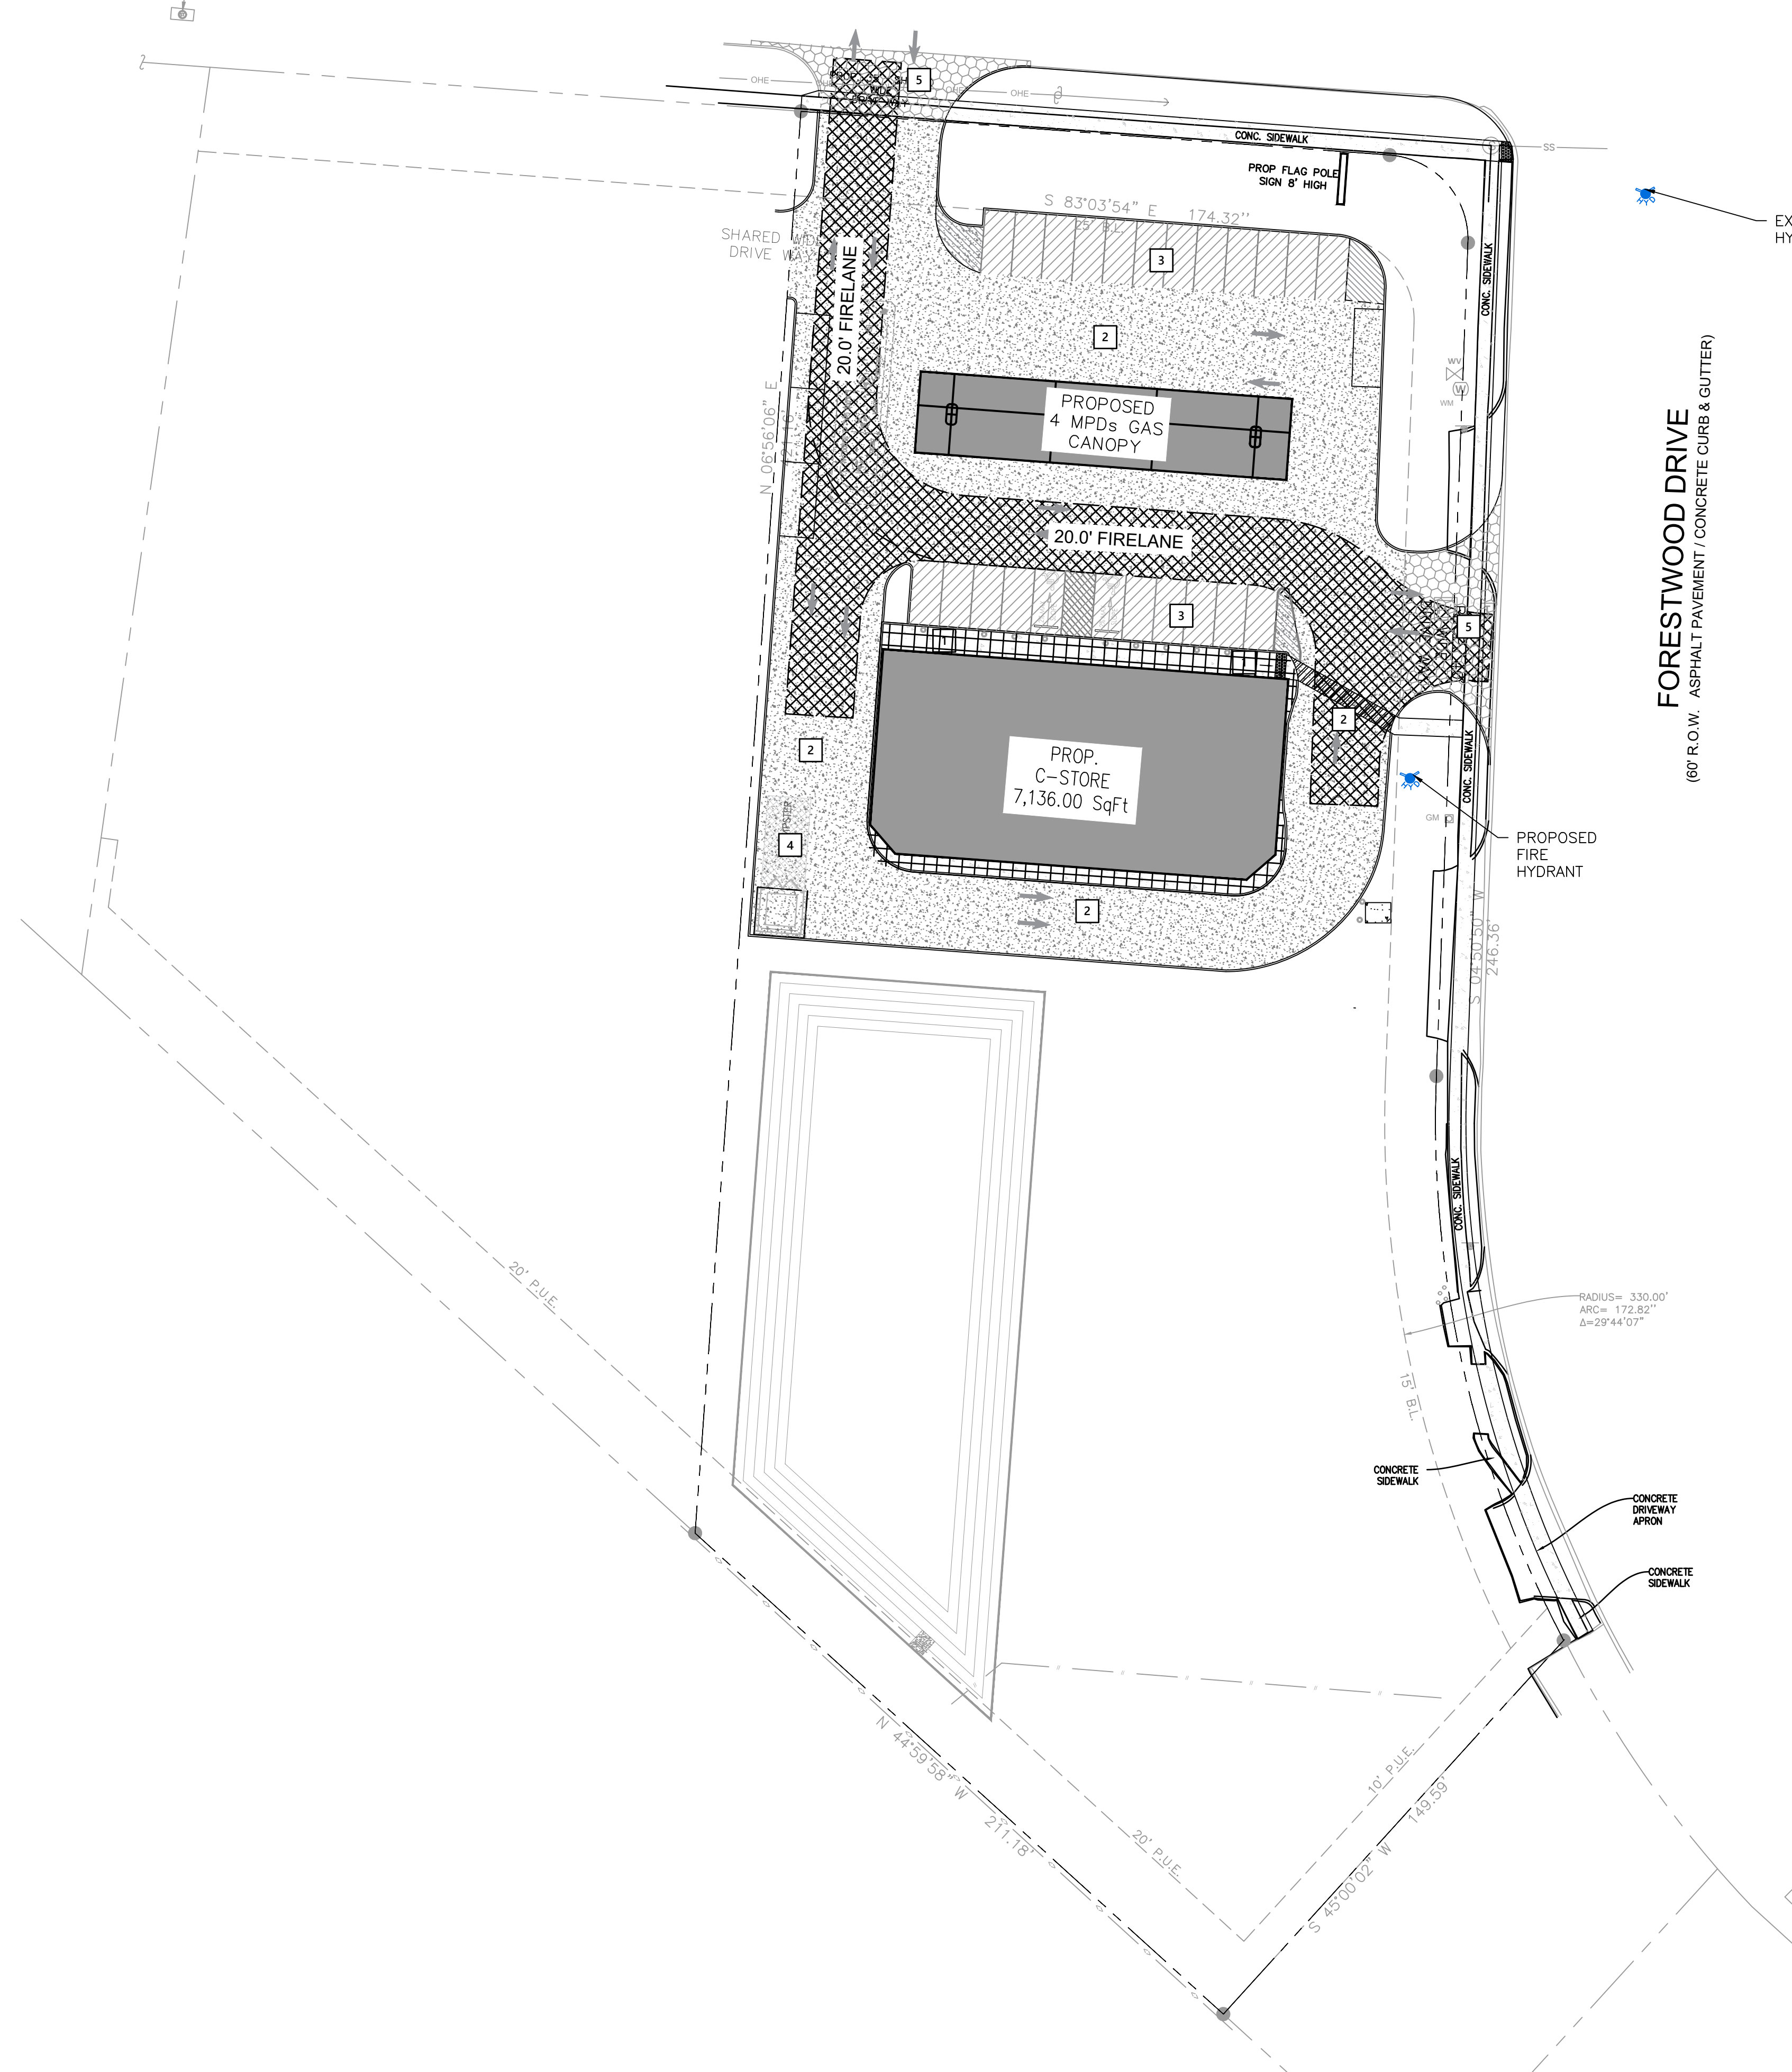 OHE
OHE
OHE
5
CONC. SIDEWALK
SS
PROP FLAG POLE
SIGN 8' HIGH
EX
HY
S 83°03'54" E 174.32''
25' B.L.
SHARED
DRIVE WAY
20.0' FIRELANE
3
2
CONC. SIDEWALK
WV
W
WM
PROPOSED
4 MPDs GAS
CANOPY
N 06°56'06" E
FORESTWOOD DRIVE
(60' R.O.W. ASPHALT PAVEMENT / CONCRETE CURB & GUTTER)
20.0' FIRELANE
3
5
1
2
2
PROP.
C-STORE
7,136.00 SqFt
CONC. SIDEWALK
GM
PROPOSED
FIRE
HYDRANT
4
2
S 04°50'50" W
246.36'
CONC. SIDEWALK
20' P.U.E.
RADIUS= 330.00'
ARC= 172.82''
Δ=29°44'07"
15' B.L.
CONCRETE
SIDEWALK
CONCRETE
DRIVEWAY
APRON
CONCRETE
SIDEWALK
N 44°59'58" W 211.18'
20' P.U.E.
10' P.U.E.
S 45°00'02" W 149.59'